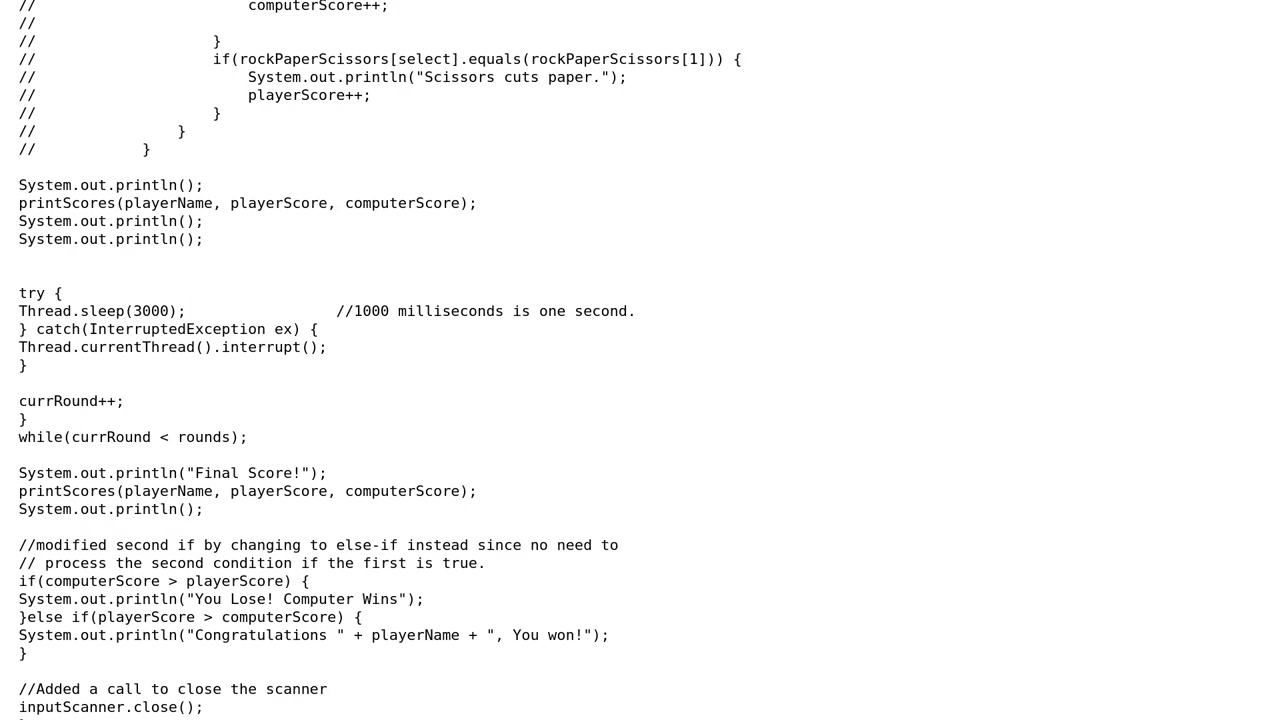 //                        computerScore++;
//
//                    }
//                    if(rockPaperScissors[select].equals(rockPaperScissors[1])) {
//                        System.out.println("Scissors cuts paper.");
//                        playerScore++;
//                    }
//                }
//            }
System.out.println();
printScores(playerName, playerScore, computerScore);
System.out.println();
System.out.println();
try {
Thread.sleep(3000);                 //1000 milliseconds is one second.
} catch(InterruptedException ex) {
Thread.currentThread().interrupt();
}
currRound++;
}
while(currRound < rounds);
System.out.println("Final Score!");
printScores(playerName, playerScore, computerScore);
System.out.println();
//modified second if by changing to else-if instead since no need to
// process the second condition if the first is true.
if(computerScore > playerScore) {
System.out.println("You Lose! Computer Wins");
}else if(playerScore > computerScore) {
System.out.println("Congratulations " + playerName + ", You won!");
}
//Added a call to close the scanner
inputScanner.close();